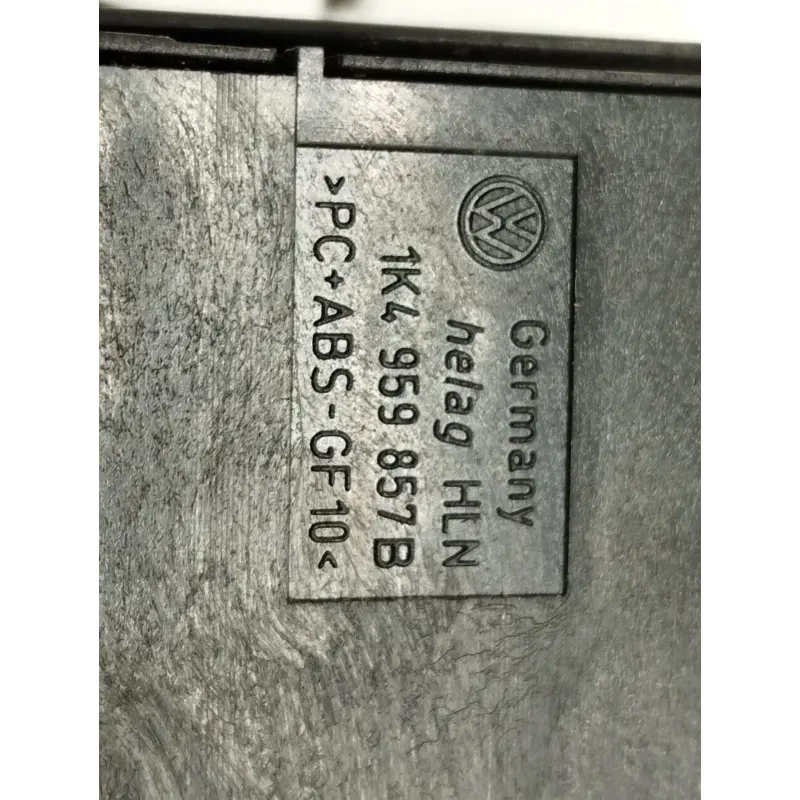 Germany
helag HLN
1K4 959 857B
>PC+ABS-GF10<